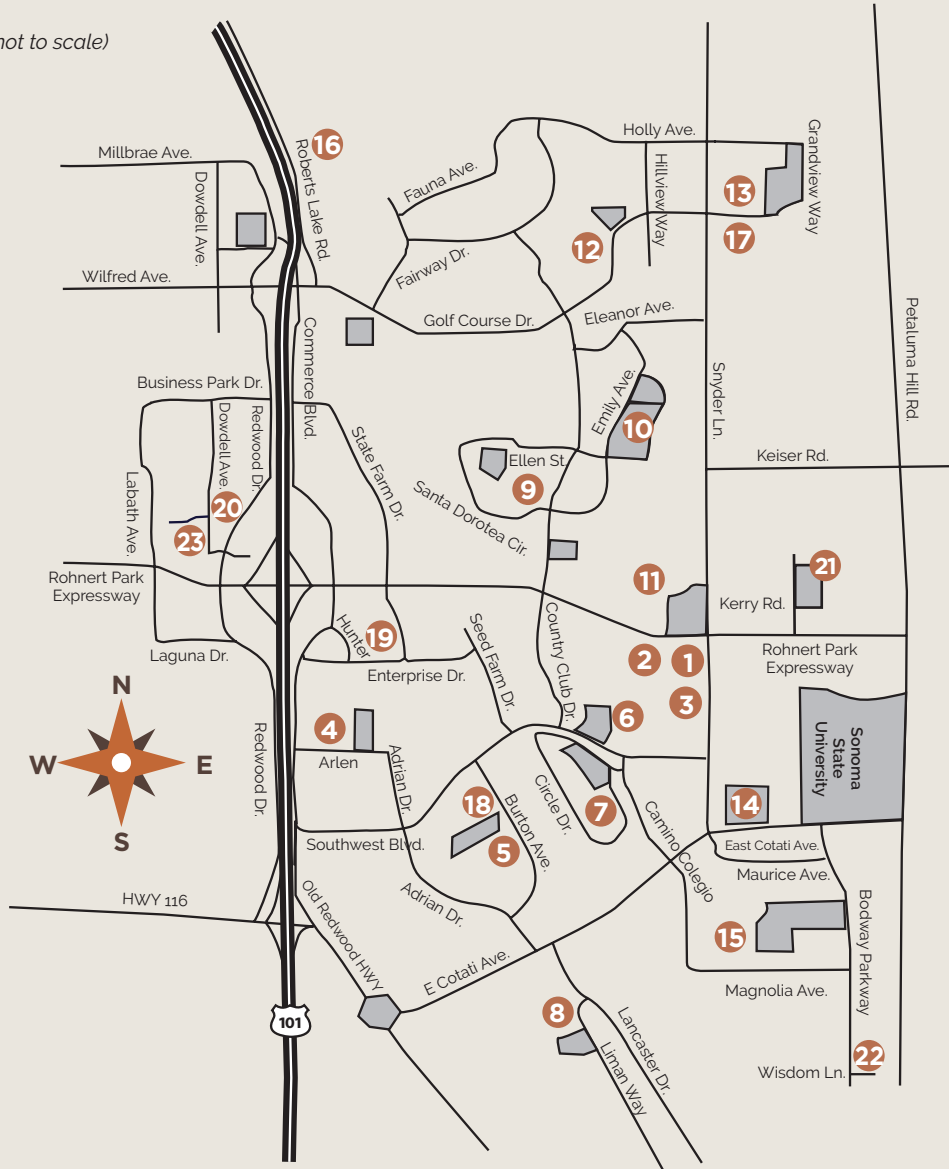 not to scale)
16
Roberts Lake Rd.
Millbrae Ave.
Dowdell Ave.
Wilfred Ave.
Holly Ave.
Fauna Ave.
Hillview Way
Grandview Way
13
12
17
Fairway Dr.
Golf Course Dr.
Eleanor Ave.
Petaluma Hill Rd.
Commerce Blvd.
Snyder Ln.
Business Park Dr.
Dowdell Ave.
Redwood Dr.
State Farm Dr.
Emily Ave.
10
Ellen St.
9
Keiser Rd.
Labath Ave.
20
23
Santa Dorotea Cir.
Rohnert Park
Expressway
11
21
Kerry Rd.
Laguna Dr.
Hunter
19
Enterprise Dr.
Seed Farm Dr.
Country Club Dr.
2
1
3
Rohnert Park
Expressway
N
W
E
S
Redwood Dr.
4
Arlen
Adrian Dr.
6
Sonoma
State
University
18
5
Burton Ave.
Circle Dr.
7
14
Southwest Blvd.
Camino Colegio
East Cotati Ave.
Maurice Ave.
HWY 116
Old Redwood HWY
Adrian Dr.
E Cotati Ave.
15
Bodway Parkway
Magnolia Ave.
101
8
Liman Way
Lancaster Dr.
22
Wisdom Ln.